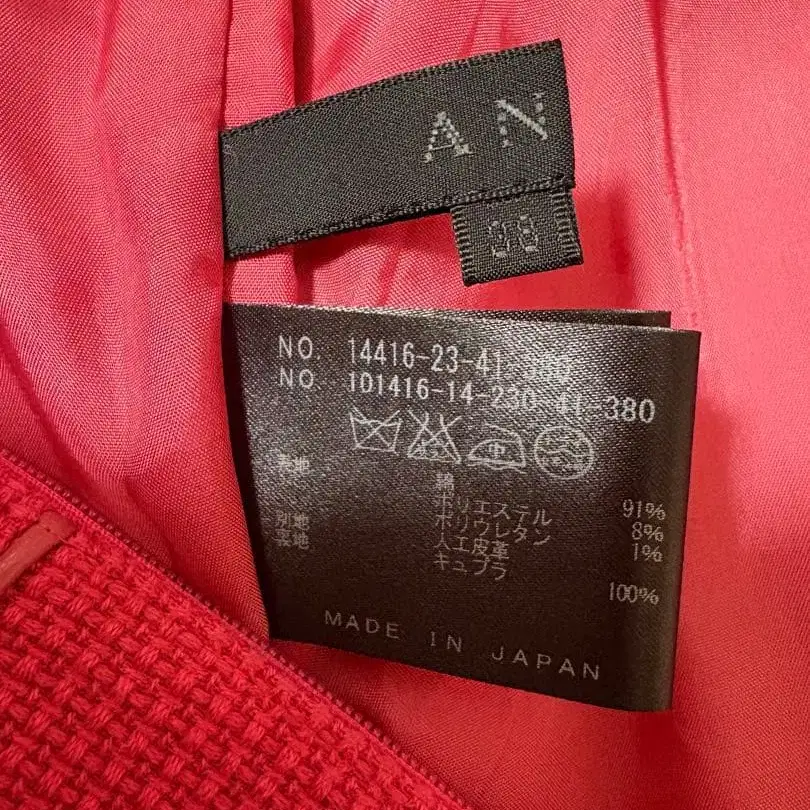 A N
NO. 14416-23-41-380
NO. 101416-14-230-41-380
中
表地
綿
ポリエステル 91%
別地 ポリウレタン 8%
裏地 人工皮革 1%
キュプラ
100%
MADE IN JAPAN